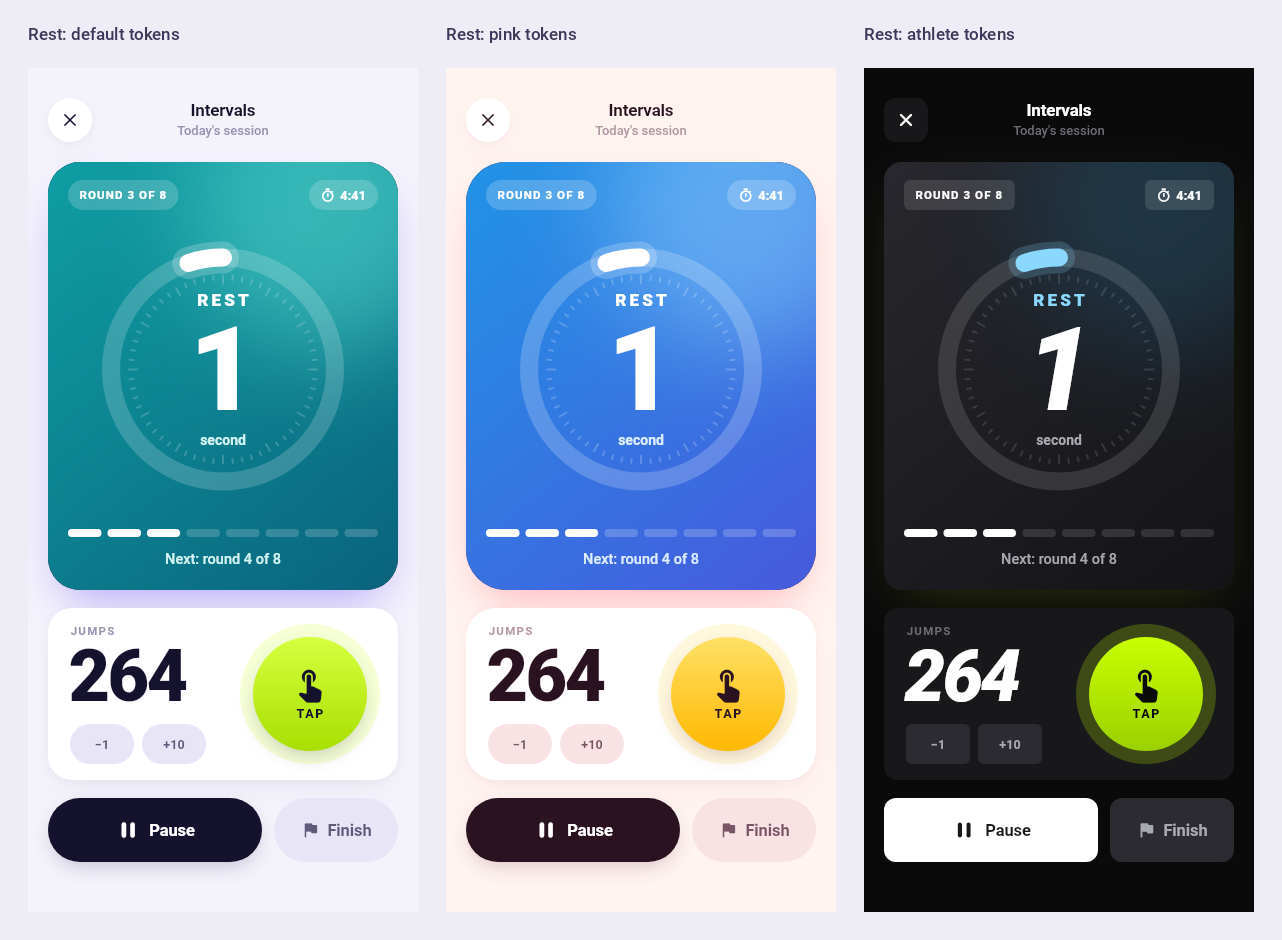 Rest: default tokens
Intervals
Today's session
ROUND 3 OF 8
4:41
REST
1
second
Next: round 4 of 8
JUMPS
264
−1
+10
TAP
Pause
Finish
Rest: pink tokens
Intervals
Today's session
ROUND 3 OF 8
4:41
REST
1
second
Next: round 4 of 8
JUMPS
264
−1
+10
TAP
Pause
Finish
Rest: athlete tokens
Intervals
Today's session
ROUND 3 OF 8
4:41
REST
1
second
Next: round 4 of 8
JUMPS
264
−1
+10
TAP
Pause
Finish